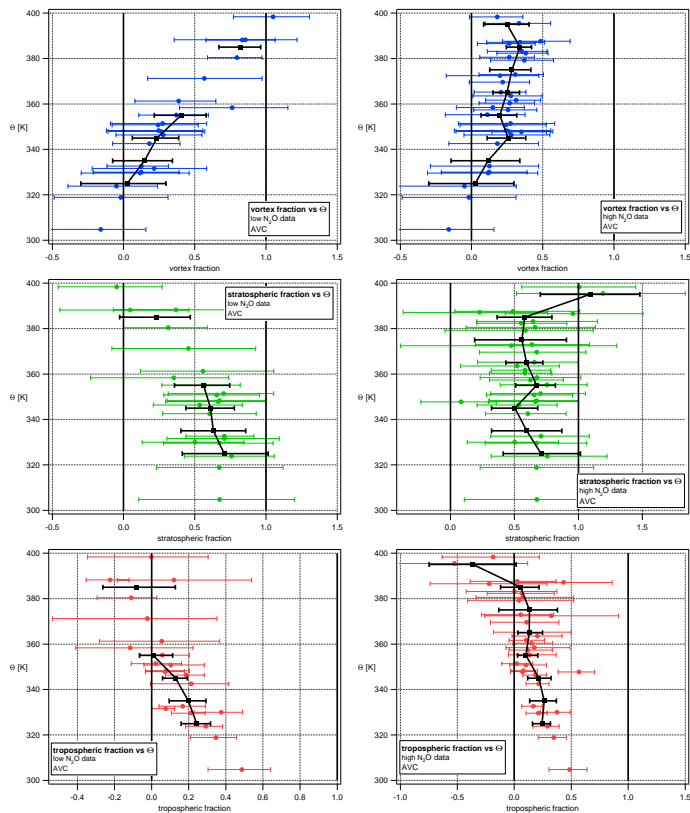 400
380
360
340
320
300
Θ [K]
-0.5
0.0
0.5
1.0
1.5
vortex fraction
vortex fraction vs Θ
low N2O data
AVC
400
380
360
340
320
300
Θ [K]
-0.5
0.0
0.5
1.0
1.5
vortex fraction
vortex fraction vs Θ
high N2O data
AVC
400
380
360
340
320
300
Θ [K]
-0.5
0.0
0.5
1.0
1.5
stratospheric fraction
stratospheric fraction vs Θ
low N2O data
AVC
400
380
360
340
320
300
Θ [K]
0.0
0.5
1.0
1.5
stratospheric fraction
stratospheric fraction vs Θ
high N2O data
AVC
400
380
360
340
320
300
Θ [K]
-0.4
-0.2
0.0
0.2
0.4
0.6
0.8
1.0
tropospheric fraction
tropospheric fraction vs Θ
low N2O data
AVC
400
380
360
340
320
300
Θ [K]
-1.0
-0.5
0.0
0.5
1.0
1.5
tropospheric fraction
tropospheric fraction vs Θ
high N2O data
AVC